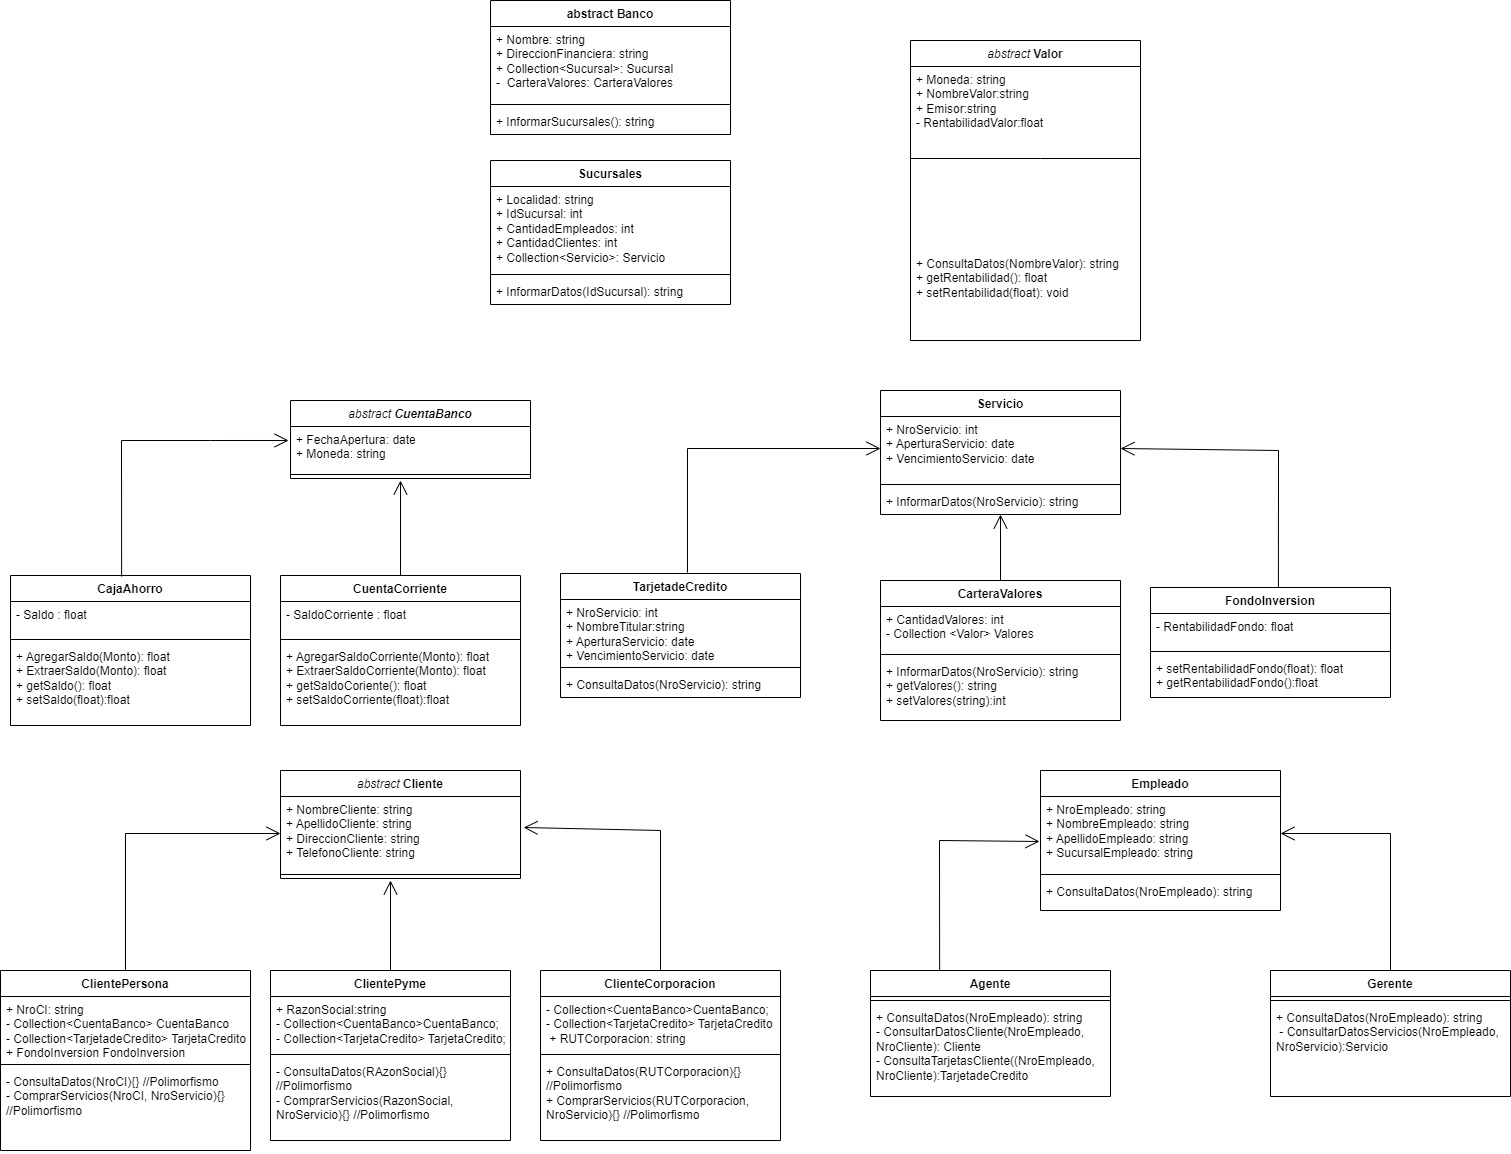 abstract Banco
+ Nombre: string
+ DireccionFinanciera: string
+ Collection<Sucursal>: Sucursal
- CarteraValores: CarteraValores
+ InformarSucursales(): string
abstract Valor
+ Moneda: string
+ NombreValor:string
+ Emisor:string
- RentabilidadValor:float
+ ConsultaDatos(NombreValor): string
+ getRentabilidad(): float
+ setRentabilidad(float): void
Sucursales
+ Localidad: string
+ IdSucursal: int
+ CantidadEmpleados: int
+ CantidadClientes: int
+ Collection<Servicio>: Servicio
+ InformarDatos(IdSucursal): string
abstract CuentaBanco
+ FechaApertura: date
+ Moneda: string
Servicio
+ NroServicio: int
+ AperturaServicio: date
+ VencimientoServicio: date
+ InformarDatos(NroServicio): string
CajaAhorro
- Saldo : float
+ AgregarSaldo(Monto): float
+ ExtraerSaldo(Monto): float
+ getSaldo(): float
+ setSaldo(float):float
CuentaCorriente
- SaldoCorriente : float
+ AgregarSaldoCorriente(Monto): float
+ ExtraerSaldoCorriente(Monto): float
+ getSaldoCoriente(): float
+ setSaldoCorriente(float):float
TarjetadeCredito
+ NroServicio: int
+ NombreTitular:string
+ AperturaServicio: date
+ VencimientoServicio: date
+ ConsultaDatos(NroServicio): string
CarteraValores
+ CantidadValores: int
- Collection <Valor> Valores
+ InformarDatos(NroServicio): string
+ getValores(): string
+ setValores(string):int
FondoInversion
- RentabilidadFondo: float
+ setRentabilidadFondo(float): float
+ getRentabilidadFondo():float
abstract Cliente
+ NombreCliente: string
+ ApellidoCliente: string
+ DireccionCliente: string
+ TelefonoCliente: string
Empleado
+ NroEmpleado: string
+ NombreEmpleado: string
+ ApellidoEmpleado: string
+ SucursalEmpleado: string
+ ConsultaDatos(NroEmpleado): string
ClientePersona
+ NroCI: string
- Collection<CuentaBanco> CuentaBanco
- Collection<TarjetadeCredito> TarjetaCredito
+ FondoInversion FondoInversion
- ConsultaDatos(NroCI){} //Polimorfismo
- ComprarServicios(NroCI, NroServicio){}
//Polimorfismo
ClientePyme
+ RazonSocial:string
- Collection<CuentaBanco>CuentaBanco;
- Collection<TarjetaCredito> TarjetaCredito;
- ConsultaDatos(RAzonSocial){}
//Polimorfismo
- ComprarServicios(RazonSocial,
NroServicio){} //Polimorfismo
ClienteCorporacion
- Collection<CuentaBanco>CuentaBanco;
- Collection<TarjetaCredito> TarjetaCredito
+ RUTCorporacion: string
+ ConsultaDatos(RUTCorporacion){}
//Polimorfismo
+ ComprarServicios(RUTCorporacion,
NroServicio){} //Polimorfismo
Agente
+ ConsultaDatos(NroEmpleado): string
- ConsultarDatosCliente(NroEmpleado,
NroCliente): Cliente
- ConsultaTarjetasCliente((NroEmpleado,
NroCliente):TarjetadeCredito
Gerente
+ ConsultaDatos(NroEmpleado): string
- ConsultarDatosServicios(NroEmpleado,
NroServicio):Servicio